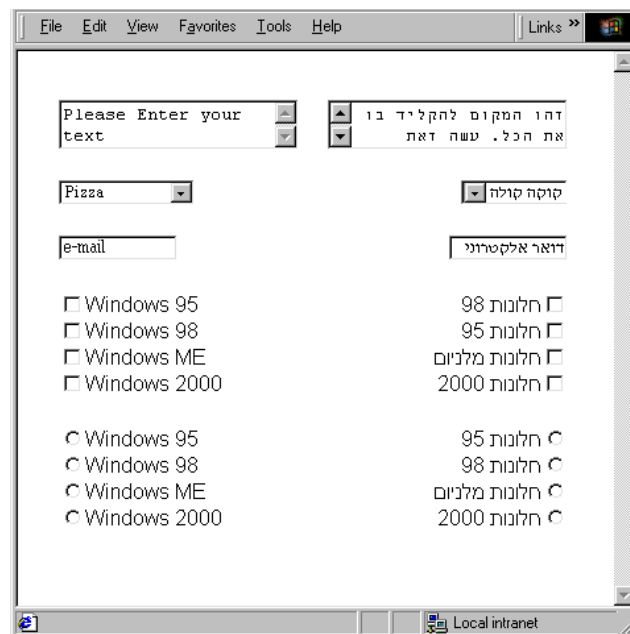 File Edit View Favorites Tools Help Links »
Please Enter your
text
זהו המקום להקליד בו
את הכל. עשה זאת
Pizza
קוקה קולה
e-mail
דואר אלקטרוני
Windows 95
Windows 98
Windows ME
Windows 2000
חלונות 98
חלונות 95
חלונות מלניום
חלונות 2000
Windows 95
Windows 98
Windows ME
Windows 2000
חלונות 95
חלונות 98
חלונות מלניום
חלונות 2000
Local intranet